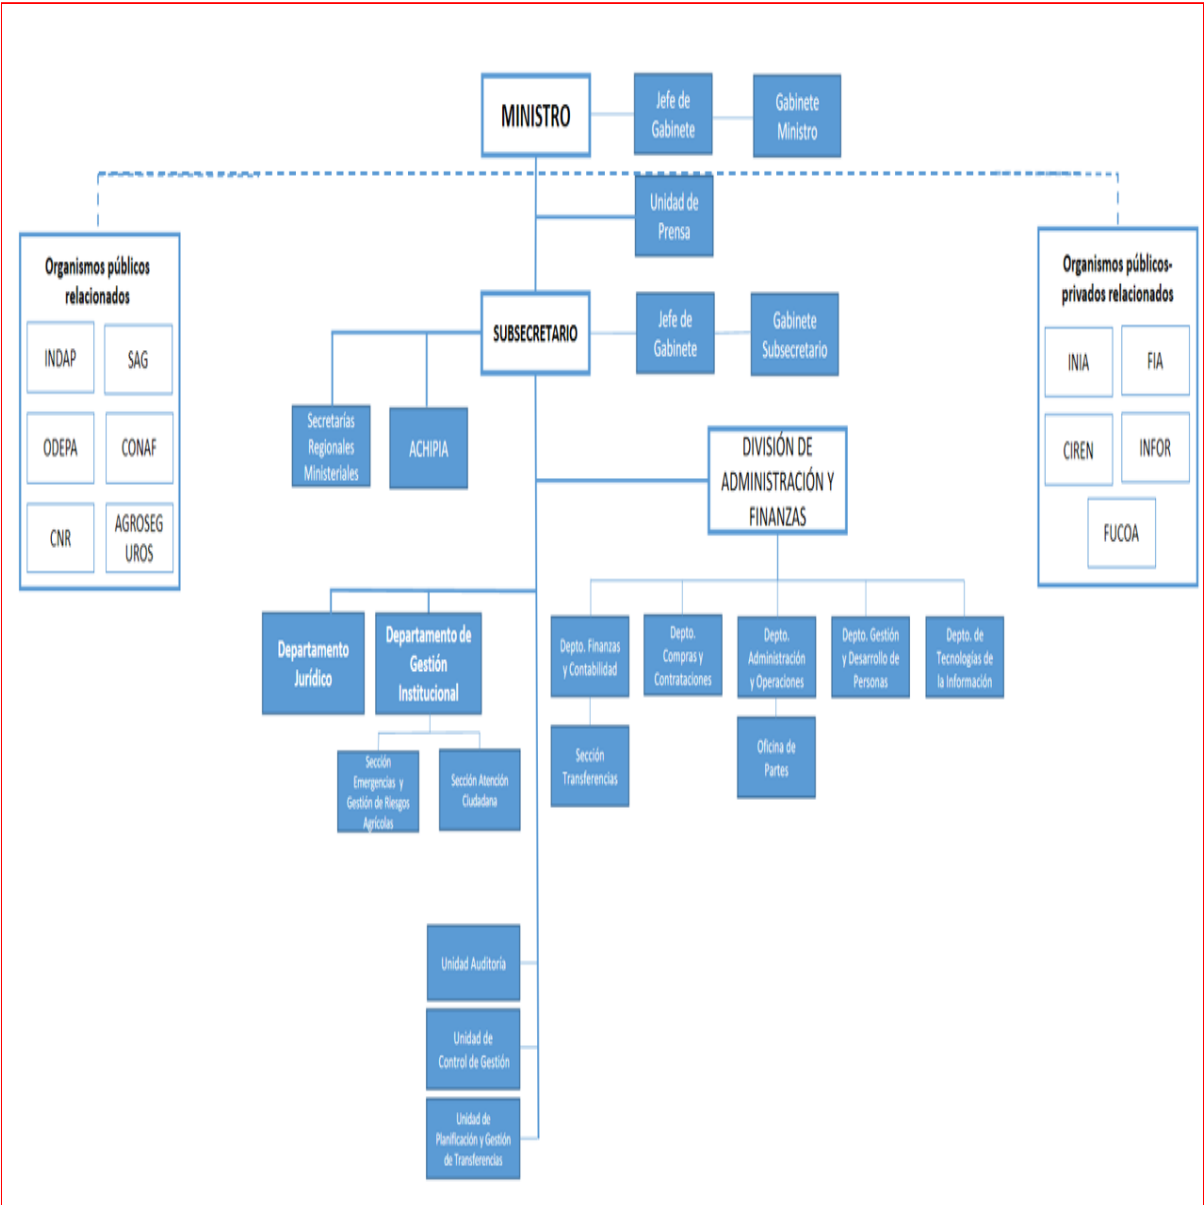 MINISTRO
Jefe de
Gabinete
Gabinete
Ministro
Unidad de
Prensa
Organismos públicos
relacionados
INDAP
SAG
ODEPA
CONAF
CNR
AGROSEG
UROS
Organismos públicos-
privados relacionados
INIA
FIA
CIREN
INFOR
FUCOA
SUBSECRETARIO
Jefe de
Gabinete
Gabinete
Subsecretario
Secretarías
Regionales
Ministeriales
ACHIPIA
DIVISIÓN DE
ADMINISTRACIÓN Y
FINANZAS
Departamento
Jurídico
Departamento de
Gestión
Institucional
Depto. Finanzas
y Contabilidad
Depto.
Compras y
Contrataciones
Depto.
Administración
y Operaciones
Depto. Gestión
y Desarrollo de
Personas
Depto. de
Tecnologías de
la Información
Sección
Emergencias y
Gestión de Riesgos
Agrícolas
Sección Atención
Ciudadana
Sección
Transferencias
Oficina de
Partes
Unidad Auditoría
Unidad de
Control de Gestión
Unidad de
Planificación y Gestión
de Transferencias